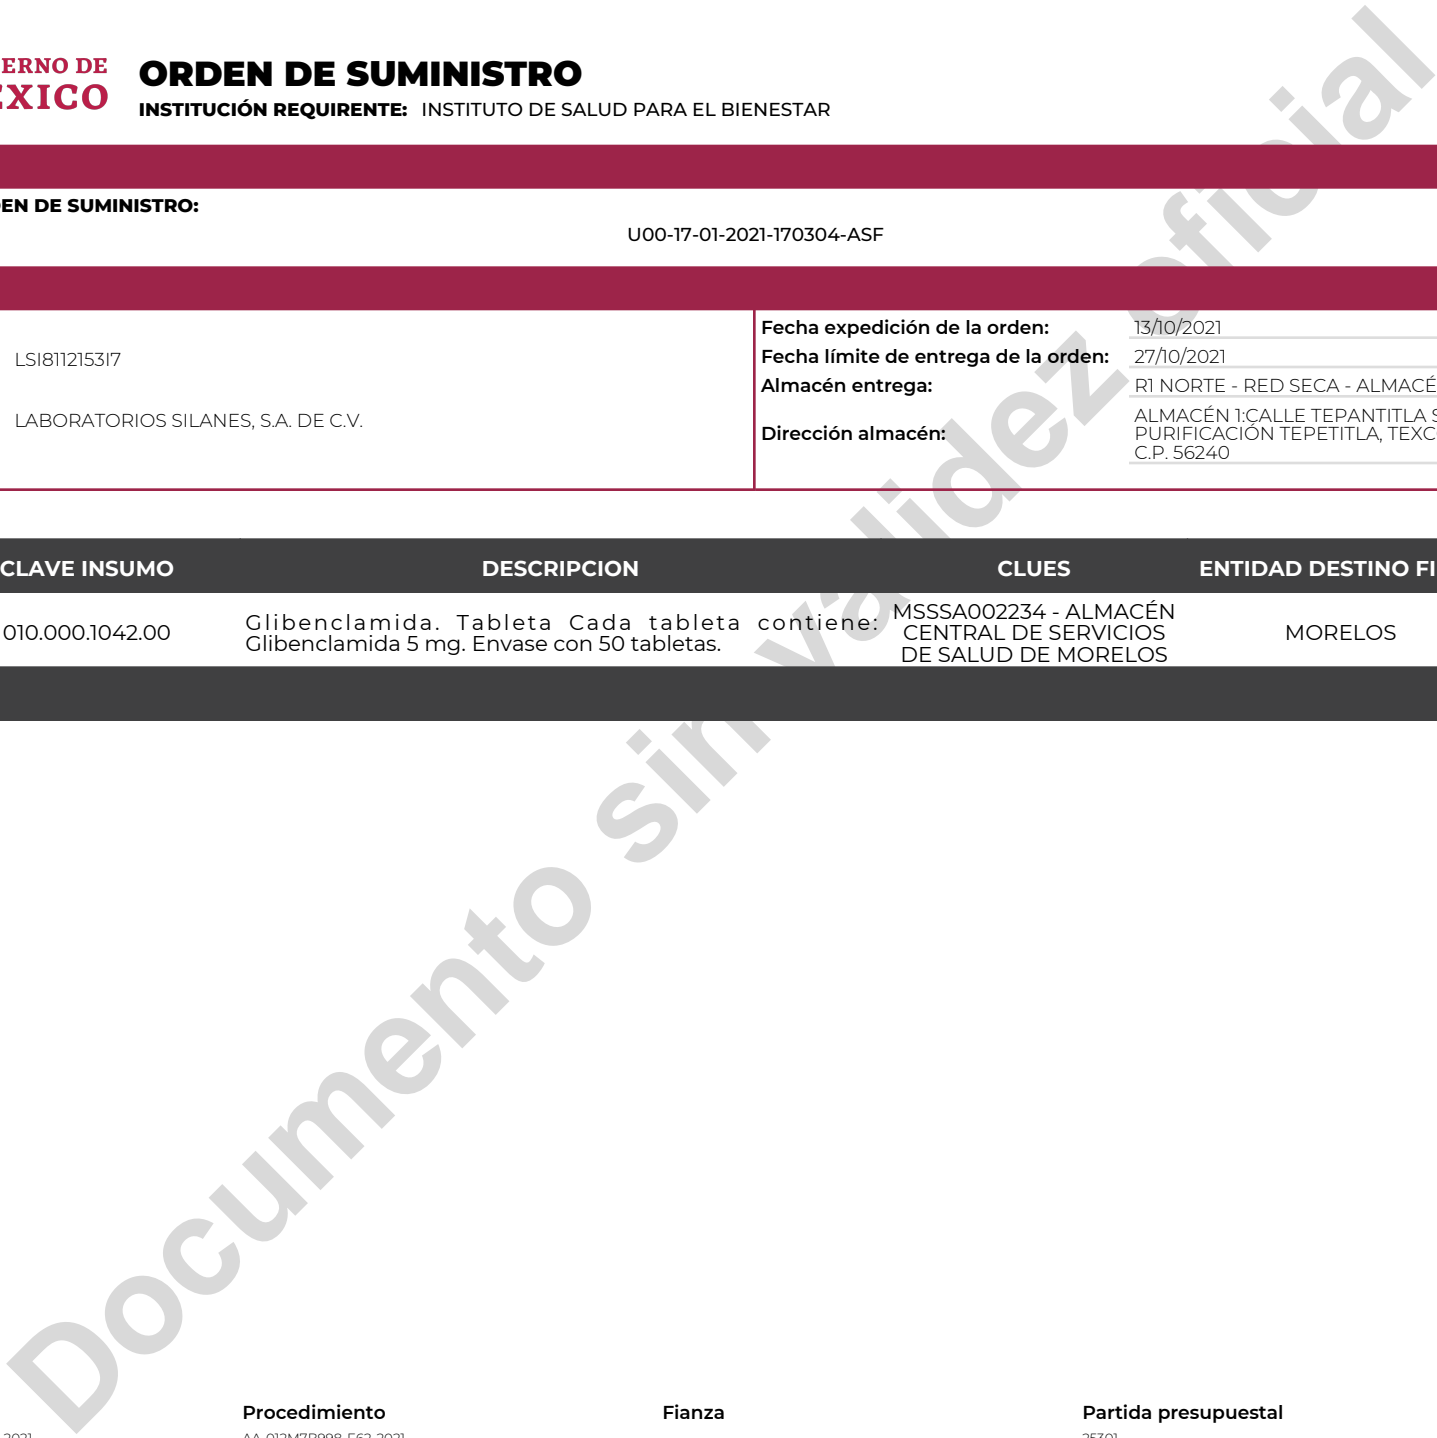 ERNO DE
EXICO
ORDEN DE SUMINISTRO
INSTITUCIÓN REQUIRENTE: INSTITUTO DE SALUD PARA EL BIENESTAR
EN DE SUMINISTRO:
U00-17-01-2021-170304-ASF
LSI8112153I7
LABORATORIOS SILANES, S.A. DE C.V.
Fecha expedición de la orden: 13/10/2021
Fecha límite de entrega de la orden: 27/10/2021
Almacén entrega: R1 NORTE - RED SECA - ALMACÉ
Dirección almacén:
ALMACÉN 1:CALLE TEPANTITLA S
PURIFICACIÓN TEPETITLA, TEXC
C.P. 56240
CLAVE INSUMO DESCRIPCION CLUES ENTIDAD DESTINO FI
010.000.1042.00
Glibenclamida. Tableta Cada tableta contiene:
Glibenclamida 5 mg. Envase con 50 tabletas.
MSSSA002234 - ALMACÉN
CENTRAL DE SERVICIOS
DE SALUD DE MORELOS
MORELOS
Documento sin validez oficial
Procedimiento Fianza Partida presupuestal